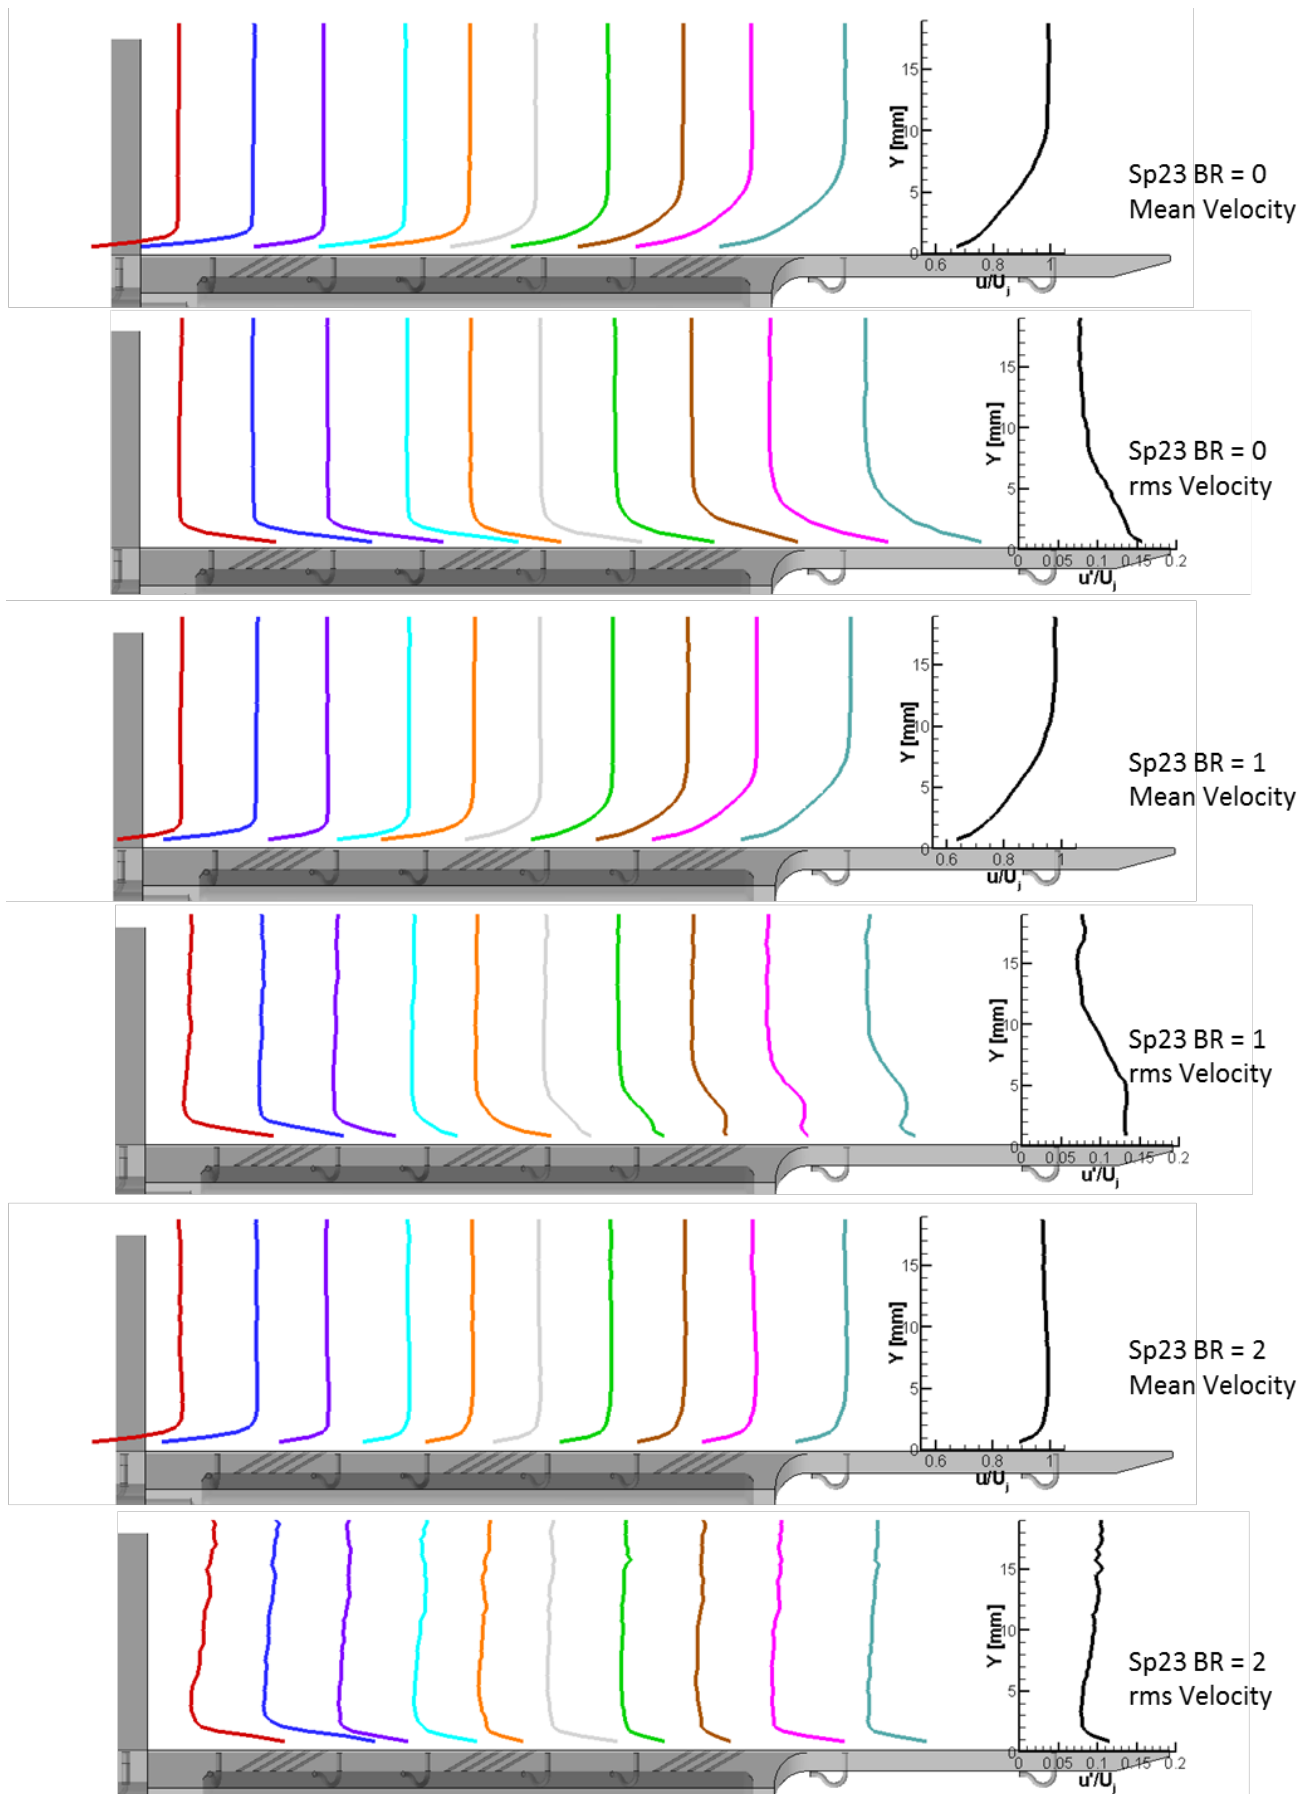 15
10
5
0
Y [mm]
0.6 0.8 1
u/Uj
Sp23 BR = 0
Mean Velocity
15
10
5
0
Y [mm]
0 0.05 0.1 0.15 0.2
u'/Uj
Sp23 BR = 0
rms Velocity
15
10
5
0
Y [mm]
0.6 0.8 1
u/Uj
Sp23 BR = 1
Mean Velocity
15
10
5
0
Y [mm]
0 0.05 0.1 0.15 0.2
u'/Uj
Sp23 BR = 1
rms Velocity
15
10
5
0
Y [mm]
0.6 0.8 1
u/Uj
Sp23 BR = 2
Mean Velocity
15
10
5
0
Y [mm]
0 0.05 0.1 0.15 0.2
u'/Uj
Sp23 BR = 2
rms Velocity